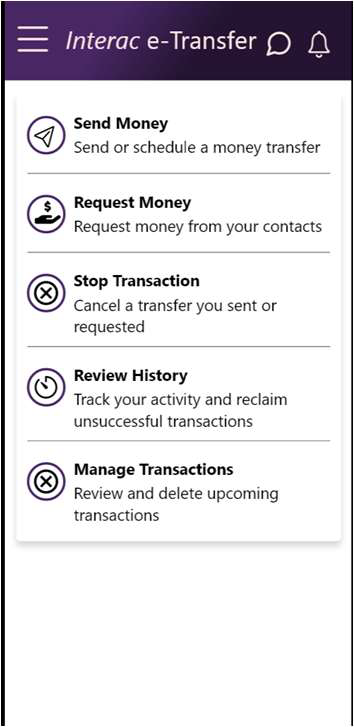 Interac e-Transfer
Send Money
Send or schedule a money transfer
$
Request Money
Request money from your contacts
Stop Transaction
Cancel a transfer you sent or
requested
Review History
Track your activity and reclaim
unsuccessful transactions
Manage Transactions
Review and delete upcoming
transactions